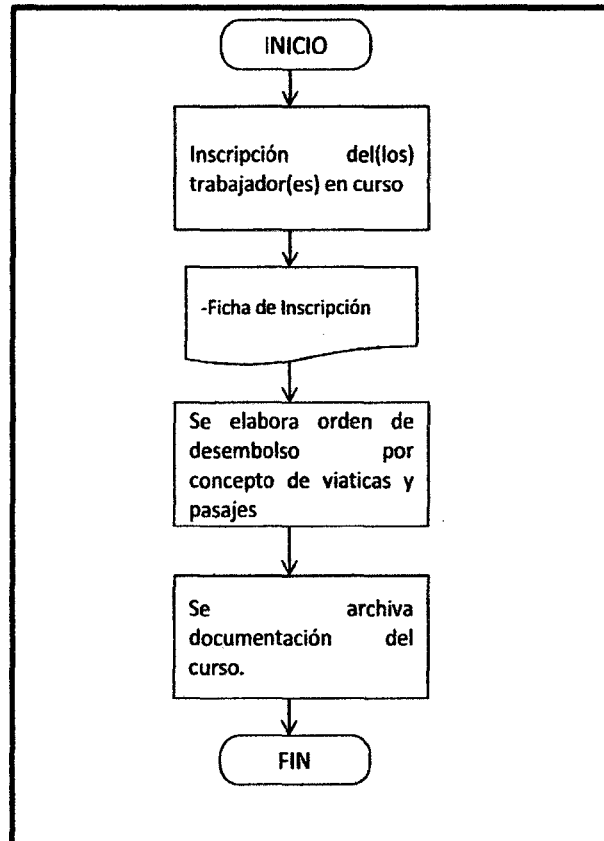 INICIO
Inscripción del(los)
trabajador(es) en curso
-Ficha de Inscripción
Se elabora orden de
desembolso por
concepto de viaticas y
pasajes
Se archiva
documentación del
curso.
FIN